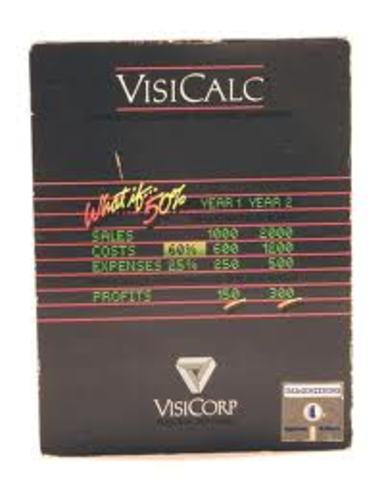 VISICALC
What if... 50%
YEAR 1 YEAR 2
SALES 1000 2000
COSTS 60% 600 1200
EXPENSES 25% 250 500
PROFITS 150 300
VISICORP